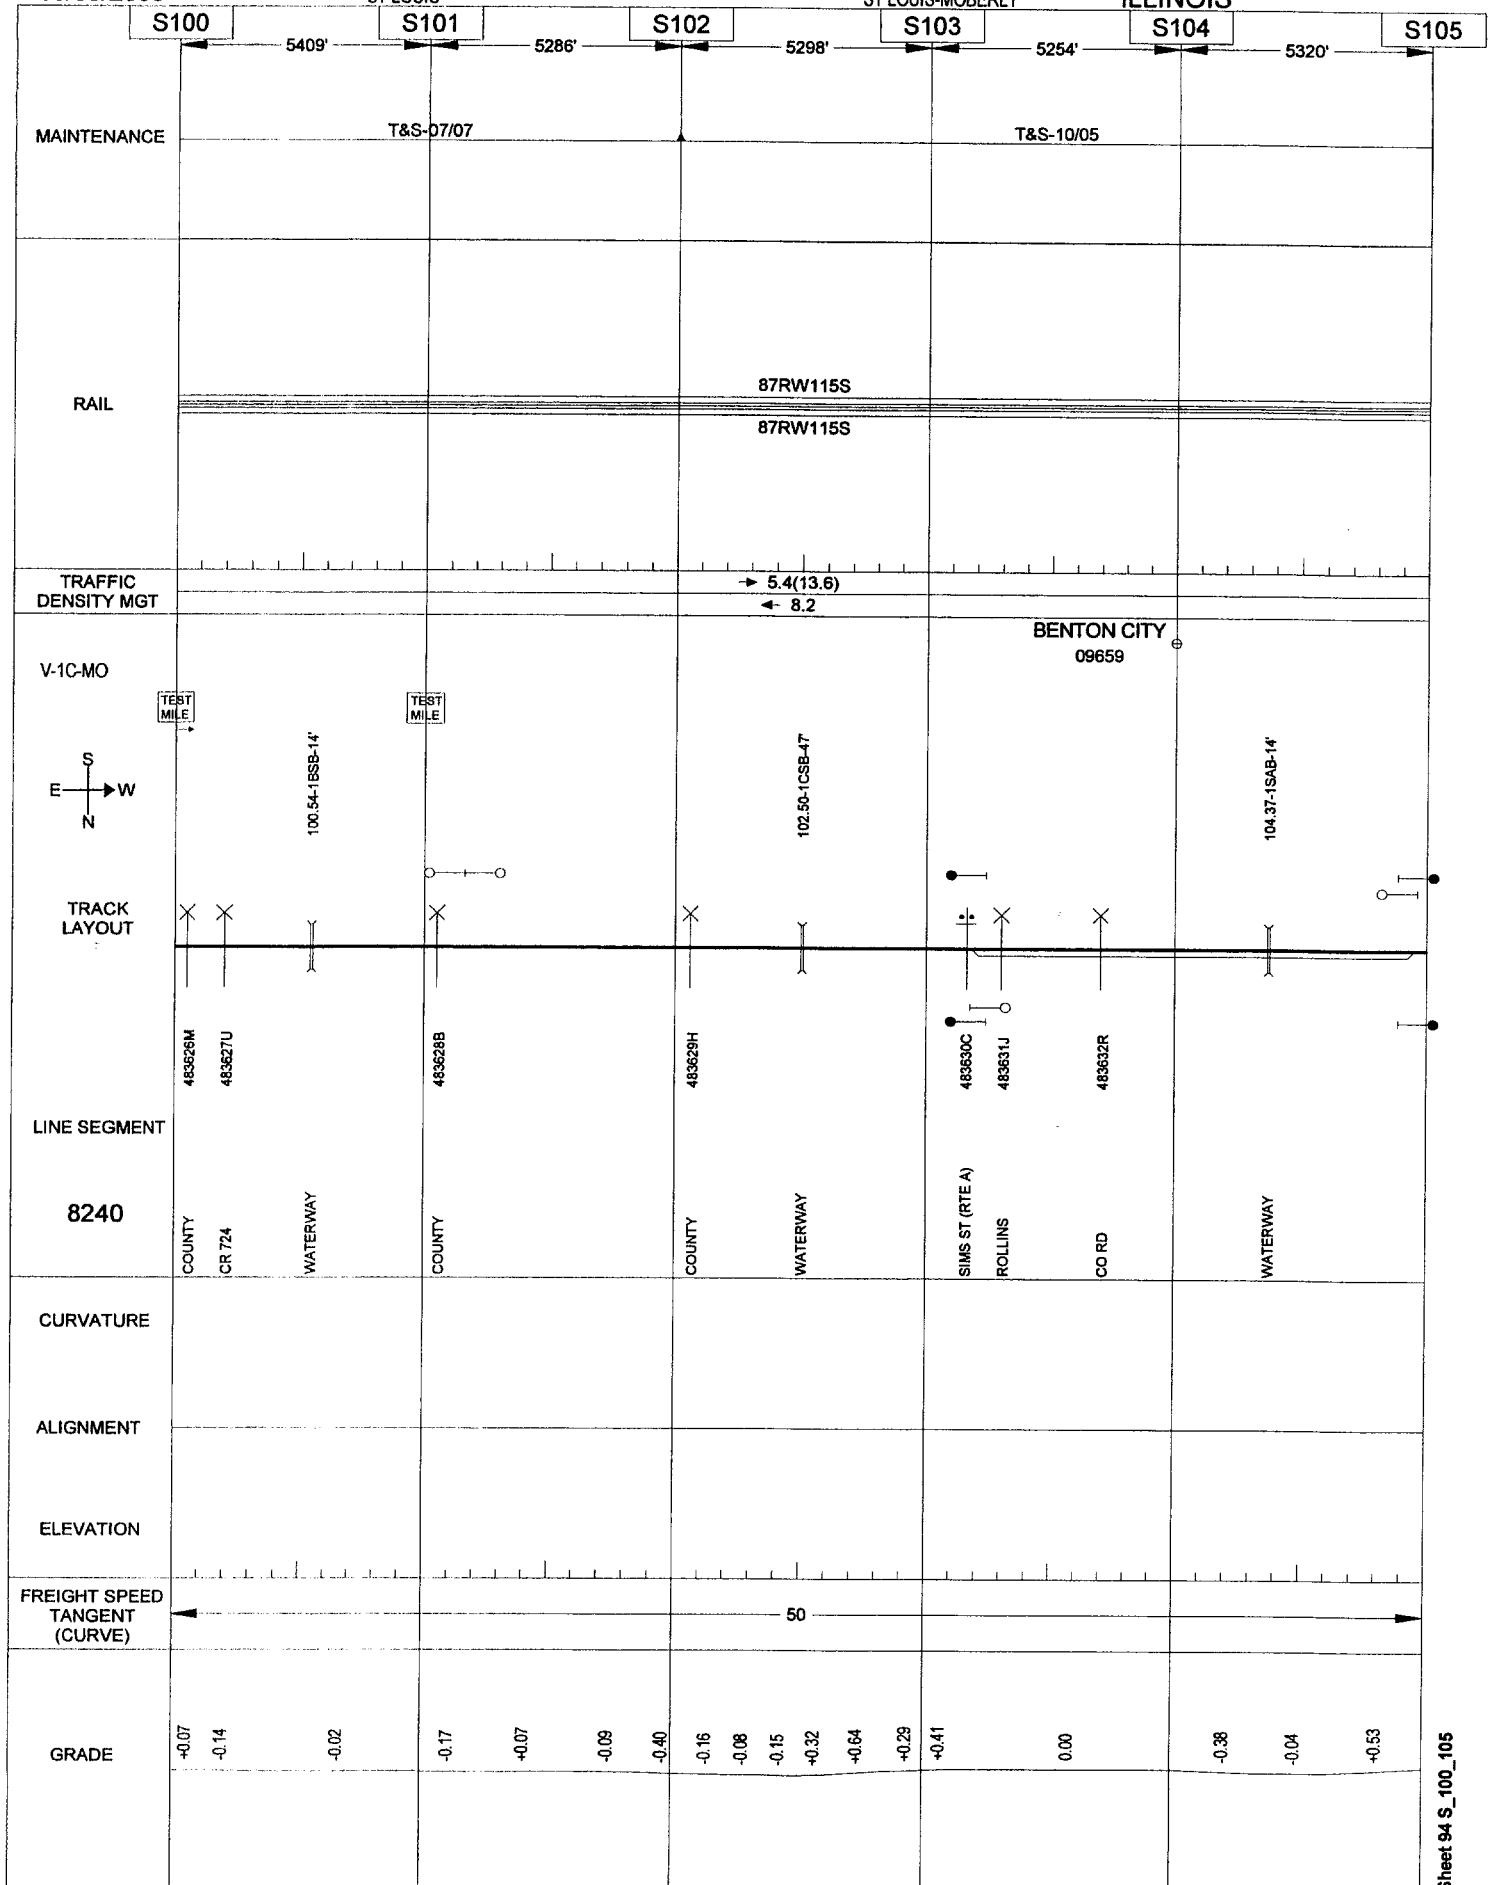 ST LOUIS-MOBERLY ILLINOIS
S100 S101 S102 S103 S104 S105
5409' 5286' 5298' 5254' 5320'
MAINTENANCE
T&S-07/07 T&S-10/05
RAIL
87RW115S
87RW115S
TRAFFIC
DENSITY MGT
5.4(13.6)
8.2
BENTON CITY
09659
V-1C-MO
TEST
MILE
TEST
MILE
S
E W
N
100.54-1BSB-14'
102.50-1CSB-47'
104.37-1SAB-14'
TRACK
LAYOUT
483626M
483627U
483628B
483629H
483630C
483631J
483632R
LINE SEGMENT
8240
COUNTY
CR 724
WATERWAY
COUNTY
COUNTY
WATERWAY
SIMS ST (RTE A)
ROLLINS
CO RD
WATERWAY
CURVATURE
ALIGNMENT
ELEVATION
FREIGHT SPEED
TANGENT
(CURVE)
50
GRADE
+0.07
-0.14
-0.02
-0.17
+0.07
-0.09
-0.40
-0.16
-0.08
-0.15
+0.32
+0.64
+0.29
+0.41
0.00
-0.38
-0.04
+0.53
Sheet 94 S_100_105